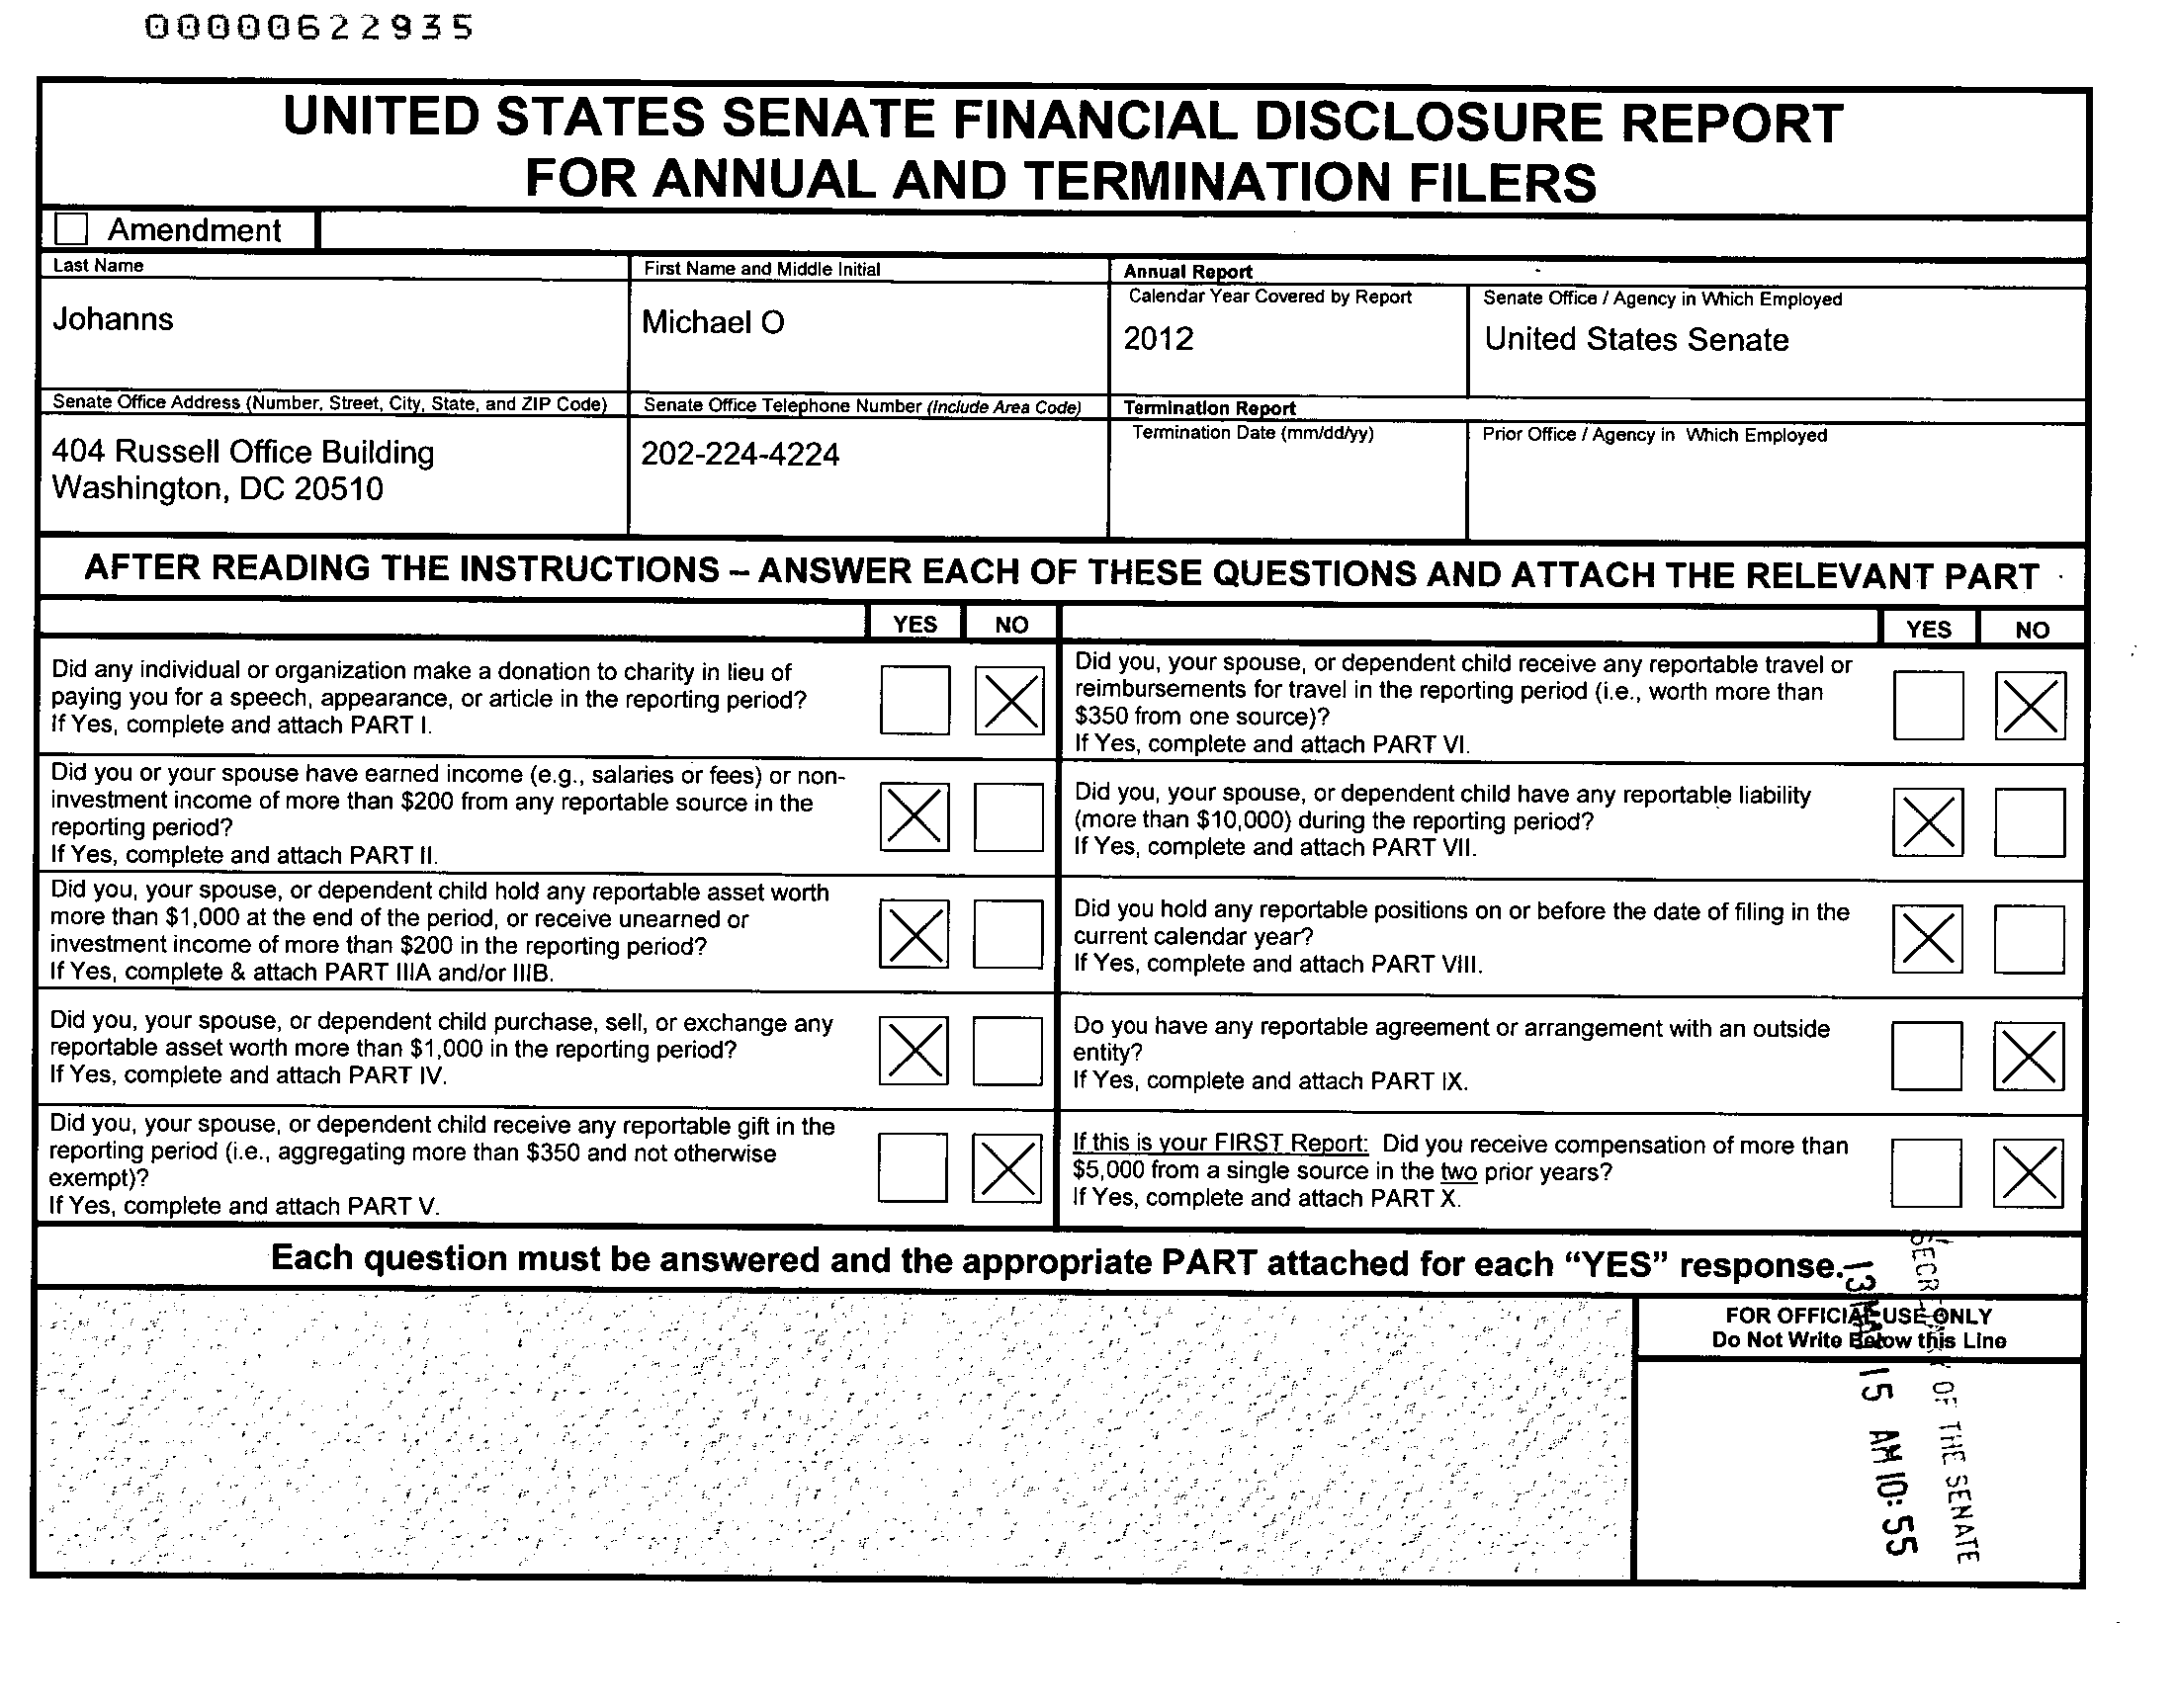 00000622935
UNITED STATES SENATE FINANCIAL DISCLOSURE REPORT
FOR ANNUAL AND TERMINATION FILERS
Amendment
Last Name
First Name and Middle Initial
Annual Report
Calendar Year Covered by Report
Senate Office / Agency in Which Employed
Johanns
Michael O
2012
United States Senate
Senate Office Address (Number, Street, City, State, and ZIP Code)
Senate Office Telephone Number (Include Area Code)
Termination Report
Termination Date (mm/dd/yy)
Prior Office / Agency in Which Employed
404 Russell Office Building
Washington, DC 20510
202-224-4224
AFTER READING THE INSTRUCTIONS – ANSWER EACH OF THESE QUESTIONS AND ATTACH THE RELEVANT PART
YES NO
YES NO
Did any individual or organization make a donation to charity in lieu of
paying you for a speech, appearance, or article in the reporting period?
If Yes, complete and attach PART I.
Did you, your spouse, or dependent child receive any reportable travel or
reimbursements for travel in the reporting period (i.e., worth more than
$350 from one source)?
If Yes, complete and attach PART VI.
Did you or your spouse have earned income (e.g., salaries or fees) or non-
investment income of more than $200 from any reportable source in the
reporting period?
If Yes, complete and attach PART II.
Did you, your spouse, or dependent child have any reportable liability
(more than $10,000) during the reporting period?
If Yes, complete and attach PART VII.
Did you, your spouse, or dependent child hold any reportable asset worth
more than $1,000 at the end of the period, or receive unearned or
investment income of more than $200 in the reporting period?
If Yes, complete & attach PART IIIA and/or IIIB.
Did you hold any reportable positions on or before the date of filing in the
current calendar year?
If Yes, complete and attach PART VIII.
Did you, your spouse, or dependent child purchase, sell, or exchange any
reportable asset worth more than $1,000 in the reporting period?
If Yes, complete and attach PART IV.
Do you have any reportable agreement or arrangement with an outside
entity?
If Yes, complete and attach PART IX.
Did you, your spouse, or dependent child receive any reportable gift in the
reporting period (i.e., aggregating more than $350 and not otherwise
exempt)?
If Yes, complete and attach PART V.
If this is your FIRST Report: Did you receive compensation of more than
$5,000 from a single source in the two prior years?
If Yes, complete and attach PART X.
Each question must be answered and the appropriate PART attached for each “YES” response.
FOR OFFICIAL USE ONLY
Do Not Write Below this Line
OF THE SENATE
15 AM 10:55